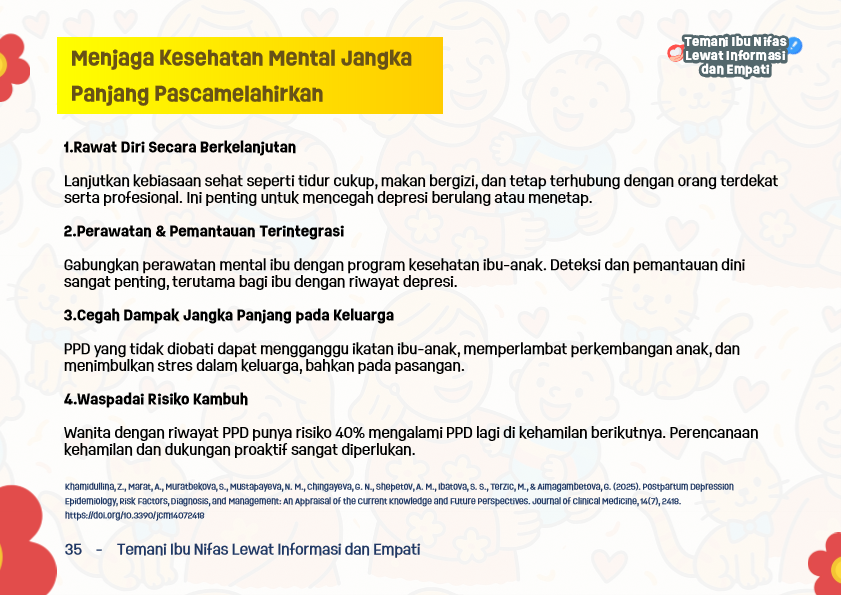 Menjaga Kesehatan Mental Jangka
Panjang Pascamelahirkan
Temani Ibu Nifas
Lewat Informasi
dan Empati
1.Rawat Diri Secara Berkelanjutan
Lanjutkan kebiasaan sehat seperti tidur cukup, makan bergizi, dan tetap terhubung dengan orang terdekat
serta profesional. Ini penting untuk mencegah depresi berulang atau menetap.
2.Perawatan & Pemantauan Terintegrasi
Gabungkan perawatan mental ibu dengan program kesehatan ibu-anak. Deteksi dan pemantauan dini
sangat penting, terutama bagi ibu dengan riwayat depresi.
3.Cegah Dampak Jangka Panjang pada Keluarga
PPD yang tidak diobati dapat mengganggu ikatan ibu-anak, memperlambat perkembangan anak, dan
menimbulkan stres dalam keluarga, bahkan pada pasangan.
4.Waspadai Risiko Kambuh
Wanita dengan riwayat PPD punya risiko 40% mengalami PPD lagi di kehamilan berikutnya. Perencanaan
kehamilan dan dukungan proaktif sangat diperlukan.
Khamidullina, Z., Marat, A., Muratbekova, S., Mustapayeva, N. M., Chingayeva, G. N., Shepetov, A. M., Ibatova, S. S., Terzic, M., & Aimagambetova, G. (2025). Postpartum Depression
Epidemiology, Risk Factors, Diagnosis, and Management: An Appraisal of the Current Knowledge and Future Perspectives. Journal of Clinical Medicine, 14(7), 2418.
https://doi.org/10.3390/jcm14072418
35 - Temani Ibu Nifas Lewat Informasi dan Empati